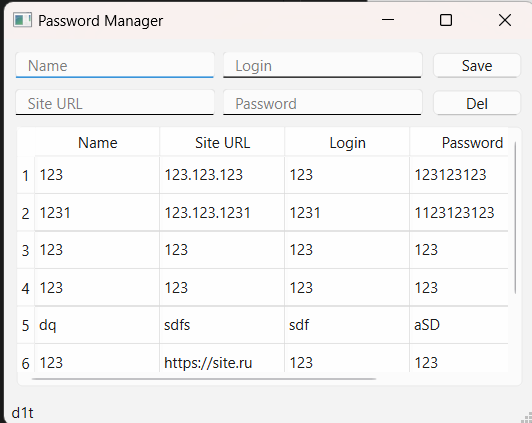 Password Manager
Name Login Save
Site URL Password Del
Name Site URL Login Password
1 123 123.123.123 123 123123123
2 1231 123.123.1231 1231 1123123123
3 123 123 123 123
4 123 123 123 123
5 dq sdfs sdf aSD
6 123 https://site.ru 123 123
d1t